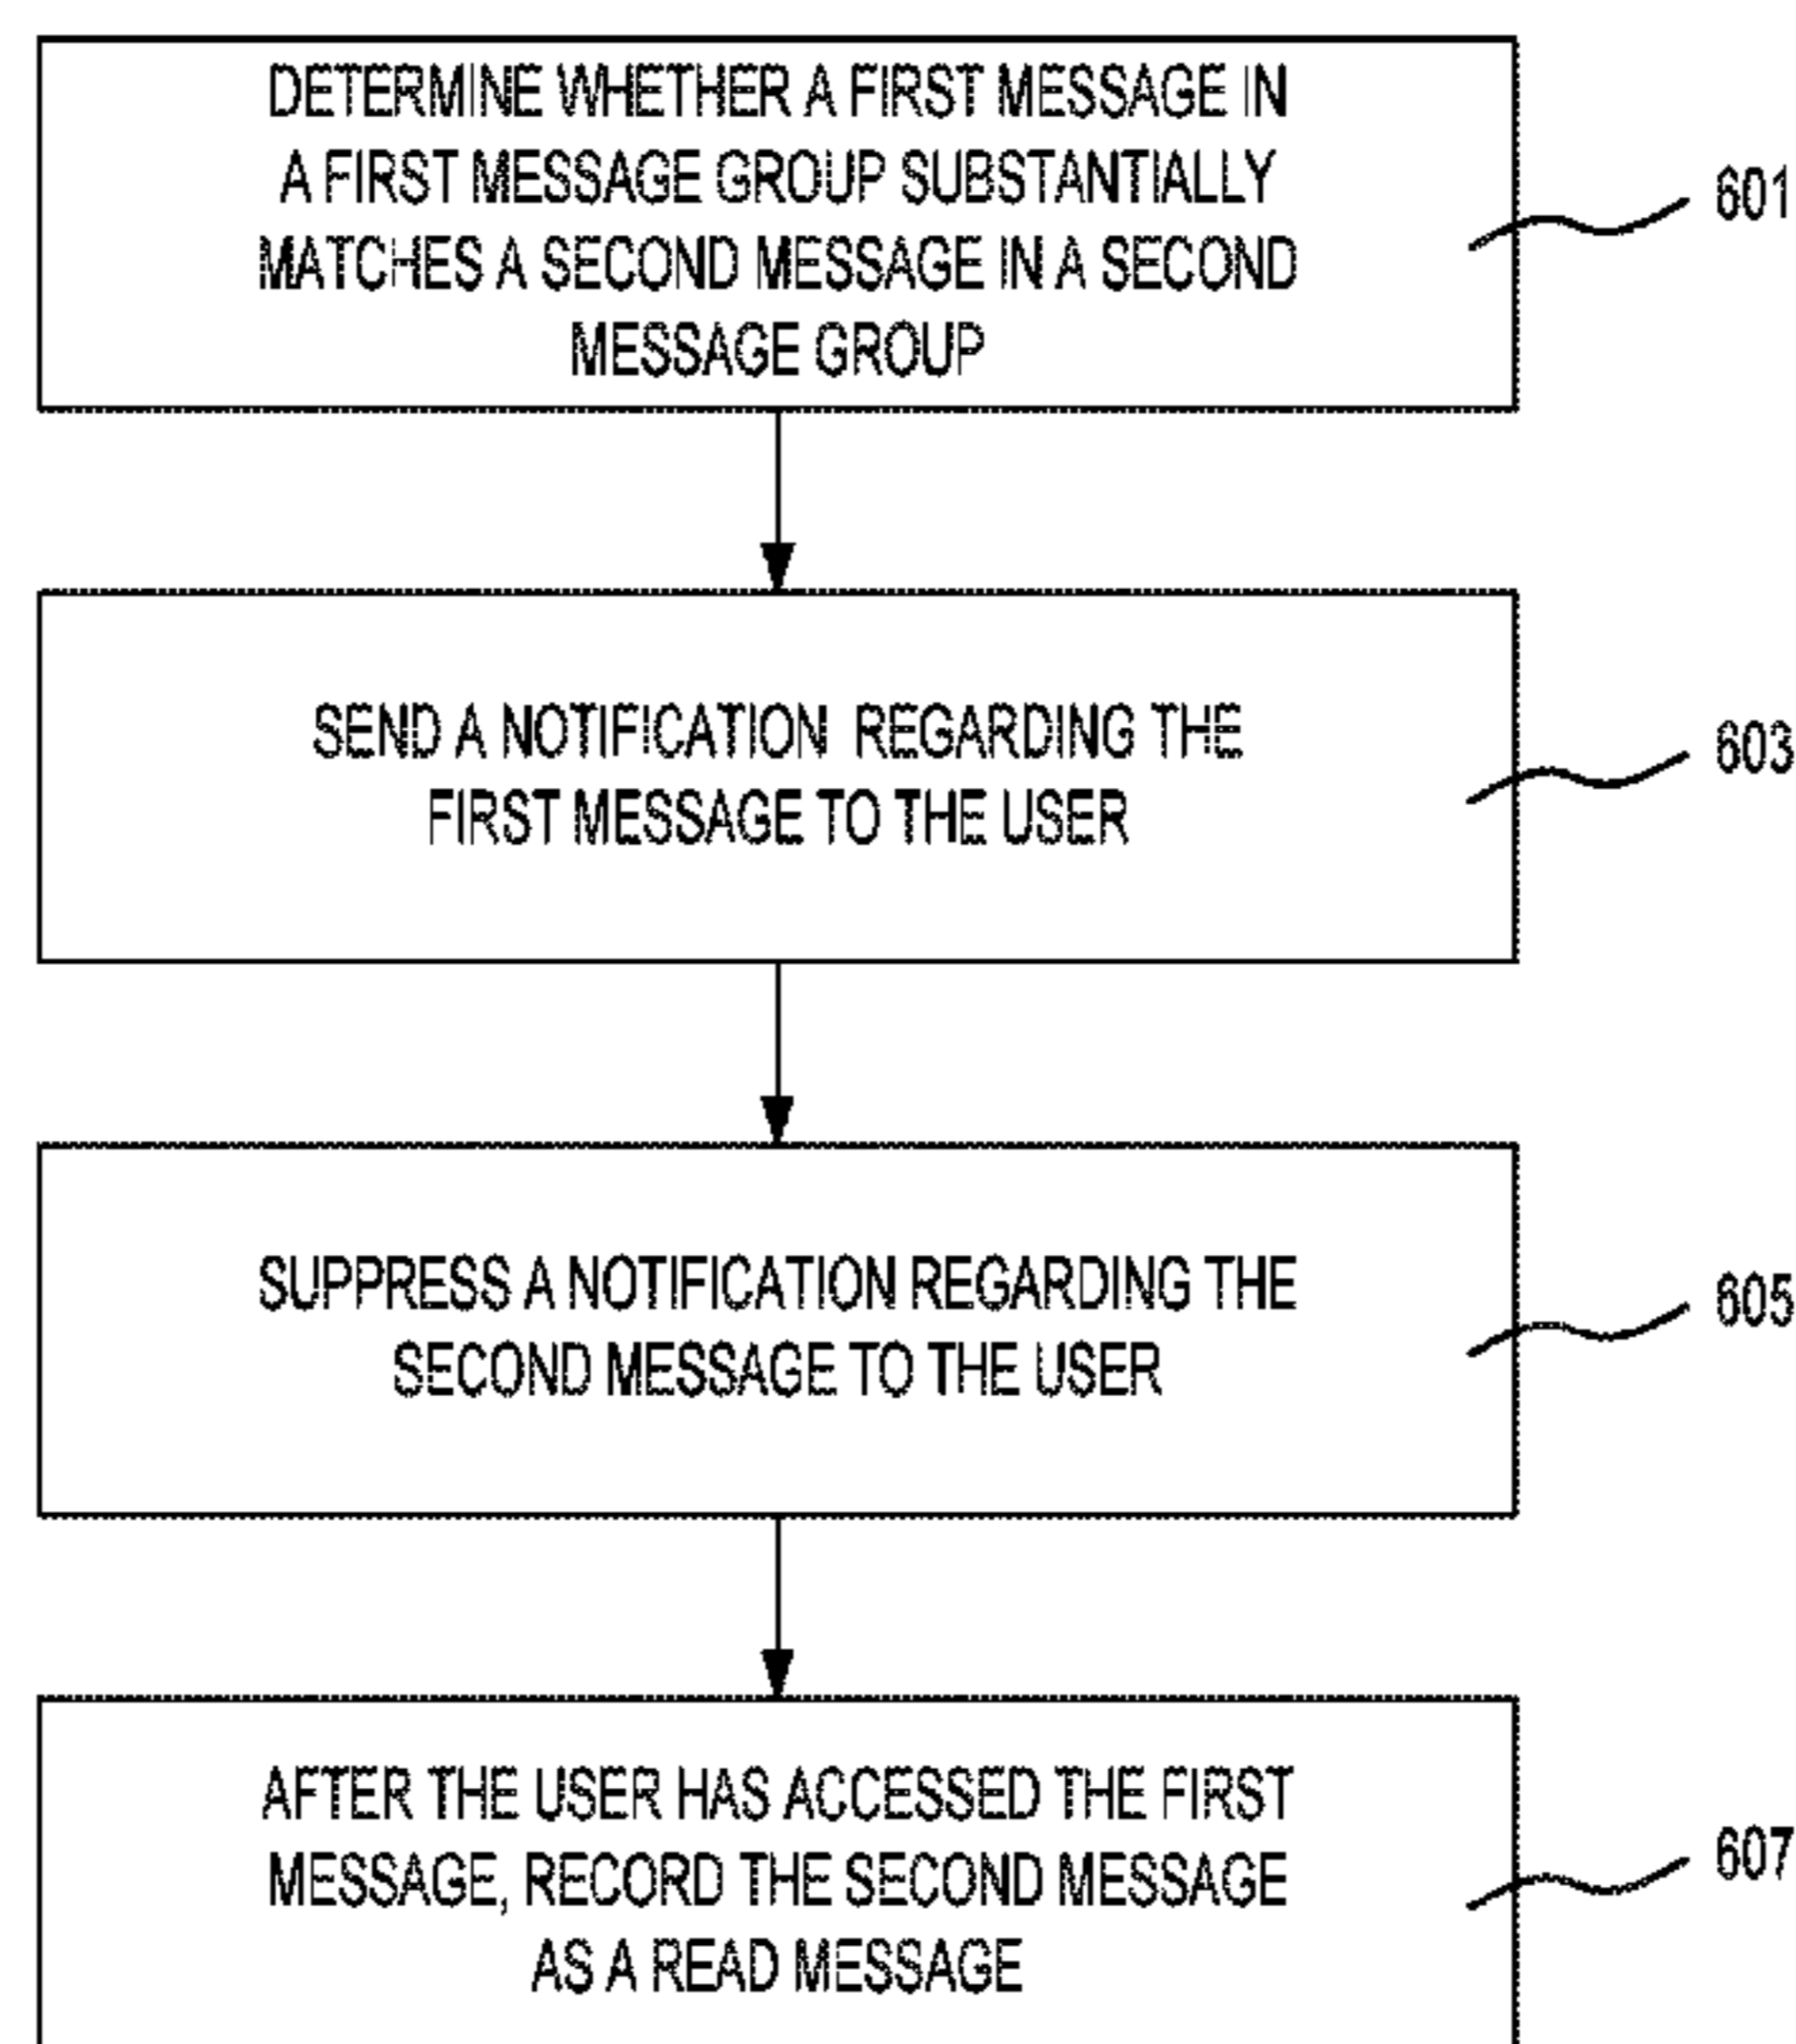 DETERMINE WHETHER A FIRST MESSAGE IN
A FIRST MESSAGE GROUP SUBSTANTIALLY
MATCHES A SECOND MESSAGE IN A SECOND
MESSAGE GROUP
601
SEND A NOTIFICATION REGARDING THE
FIRST MESSAGE TO THE USER
603
SUPPRESS A NOTIFICATION REGARDING THE
SECOND MESSAGE TO THE USER
605
AFTER THE USER HAS ACCESSED THE FIRST
MESSAGE, RECORD THE SECOND MESSAGE
AS A READ MESSAGE
607